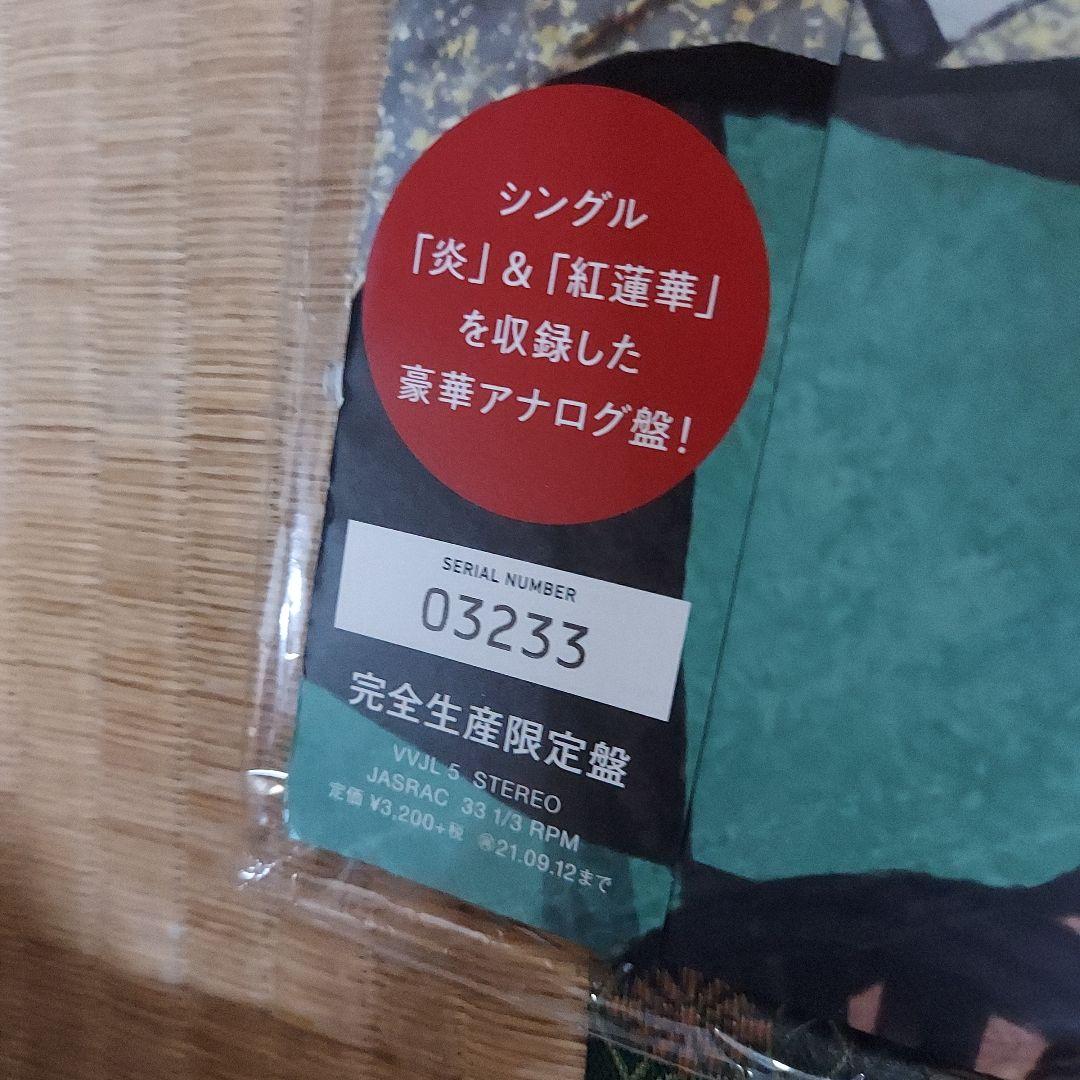 シングル
「炎」&「紅蓮華」
を収録した
豪華アナログ盤!
SERIAL NUMBER
03233
完全生産限定盤
VVJL 5 STEREO
JASRAC 33 1/3 RPM
定価 ¥3,200+税 21.09.12まで